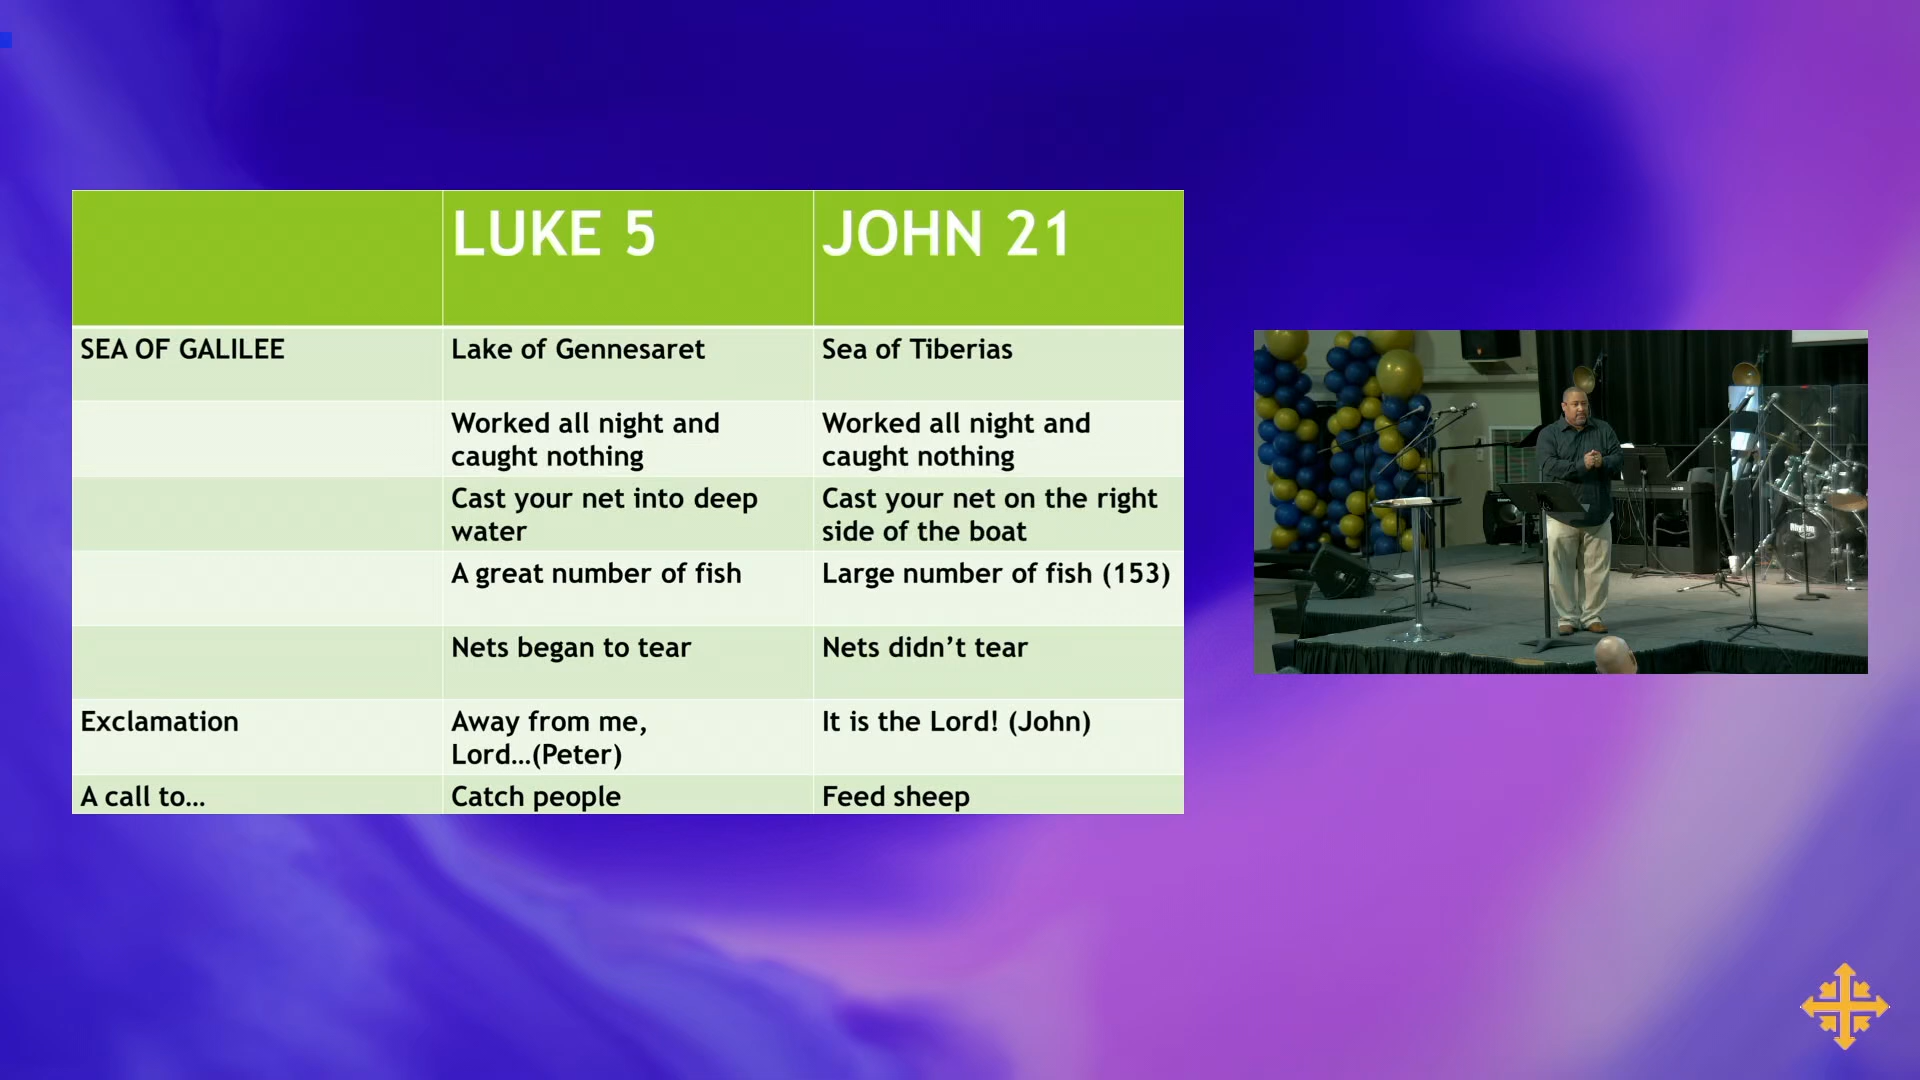 LUKE 5
JOHN 21
SEA OF GALILEE
Lake of Gennesaret
Sea of Tiberias
Worked all night and
caught nothing
Worked all night and
caught nothing
Cast your net into deep
water
Cast your net on the right
side of the boat
A great number of fish
Large number of fish (153)
Nets began to tear
Nets didn’t tear
Exclamation
Away from me,
Lord…(Peter)
It is the Lord! (John)
A call to…
Catch people
Feed sheep